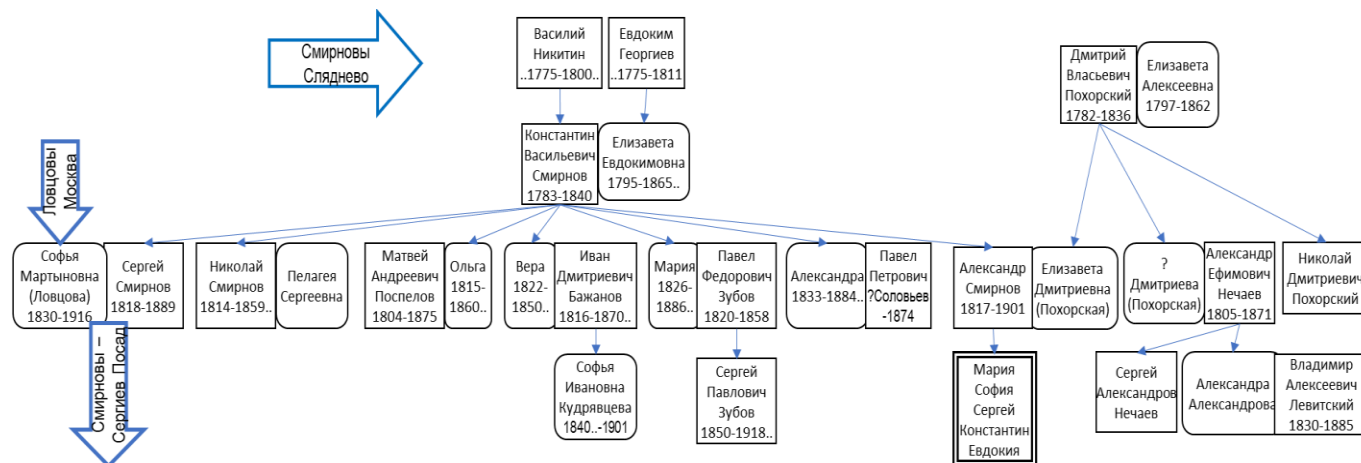 Смирновы
Сляднево
Василий
Никитин
..1775-1800..
Евдоким
Георгиев
..1775-1811
Дмитрий
Власьевич
Похорский
1782-1836
Елизавета
Алексеевна
1797-1862
Константин
Васильевич
Смирнов
1783-1840
Елизавета
Евдокимовна
1795-1865..
Ловцовы
Москва
Софья
Мартыновна
(Ловцова)
1830-1916
Сергей
Смирнов
1818-1889
Николай
Смирнов
1814-1859..
Пелагея
Сергеевна
Матвей
Андреевич
Поспелов
1804-1875
Ольга
1815-
1860..
Вера
1822-
1850..
Иван
Дмитриевич
Бажанов
1816-1870..
Мария
1826-
1886..
Павел
Федорович
Зубов
1820-1858
Александра
1833-1884..
Павел
Петрович
?Соловьев
-1874
Александр
Смирнов
1817-1901
Елизавета
Дмитриевна
(Похорская)
?
Дмитриева
(Похорская)
Александр
Ефимович
Нечаев
1805-1871
Николай
Дмитриевич
Похорский
Смирновы –
Сергиев Посад
Софья
Ивановна
Кудрявцева
1840..-1901
Сергей
Павлович
Зубов
1850-1918..
Мария
София
Сергей
Константин
Евдокия
Сергей
Александров
Нечаев
Александра
Александрова
Владимир
Алексеевич
Левитский
1830-1885